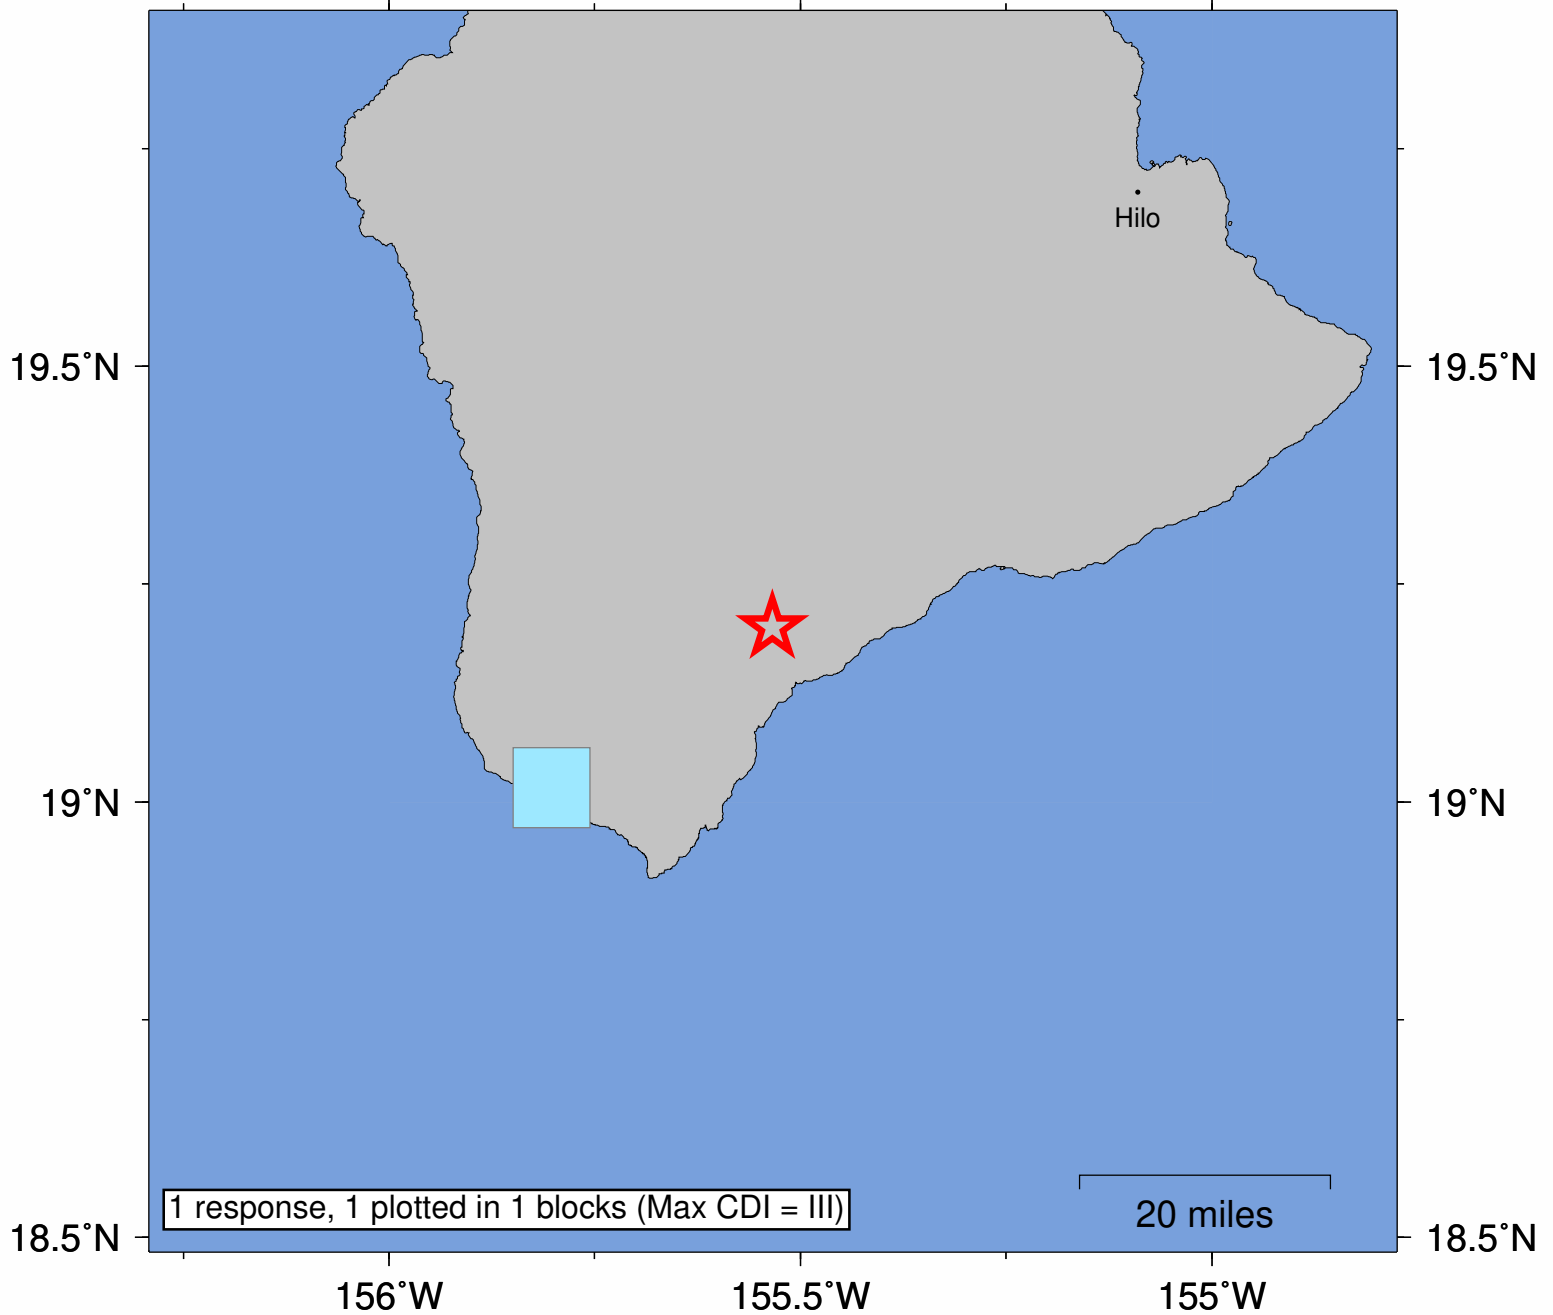 Hilo
19.5°N
19.5°N
19°N
19°N
1 response, 1 plotted in 1 blocks (Max CDI = III)
20 miles
18.5°N
18.5°N
156°W
155.5°W
155°W